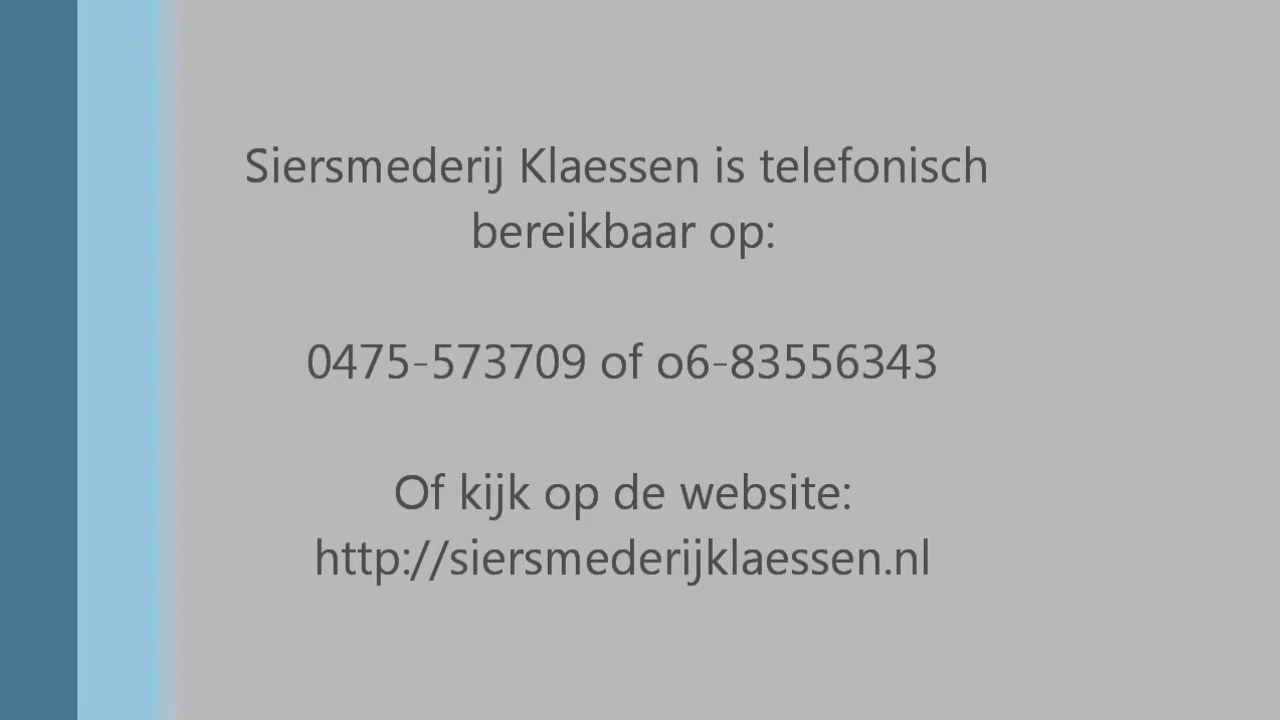 Siersmederij Klaessen is telefonisch
bereikbaar op:
0475-573709 of o6-83556343
Of kijk op de website:
http://siersmederijklaessen.nl